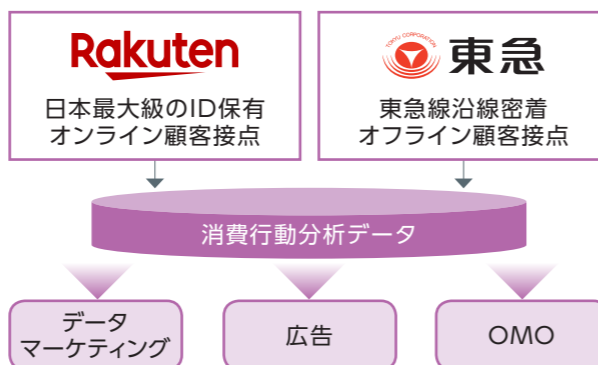 Rakuten
日本最大級のID保有
オンライン顧客接点
TOKYU CORPORATION
東急
東急線沿線密着
オフライン顧客接点
消費行動分析データ
データ
マーケティング
広告
OMO